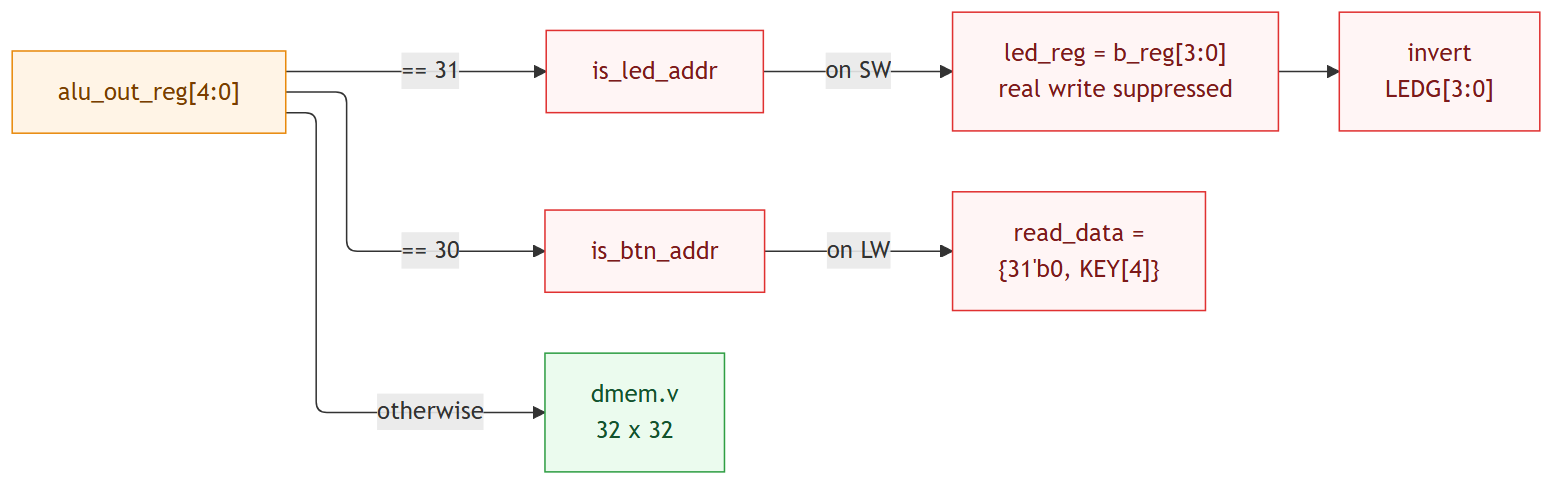 alu_out_reg[4:0]
== 31
is_led_addr
on SW
led_reg = b_reg[3:0]
real write suppressed
invert
LEDG[3:0]
== 30
is_btn_addr
on LW
read_data =
{31'b0, KEY[4]}
otherwise
dmem.v
32 x 32